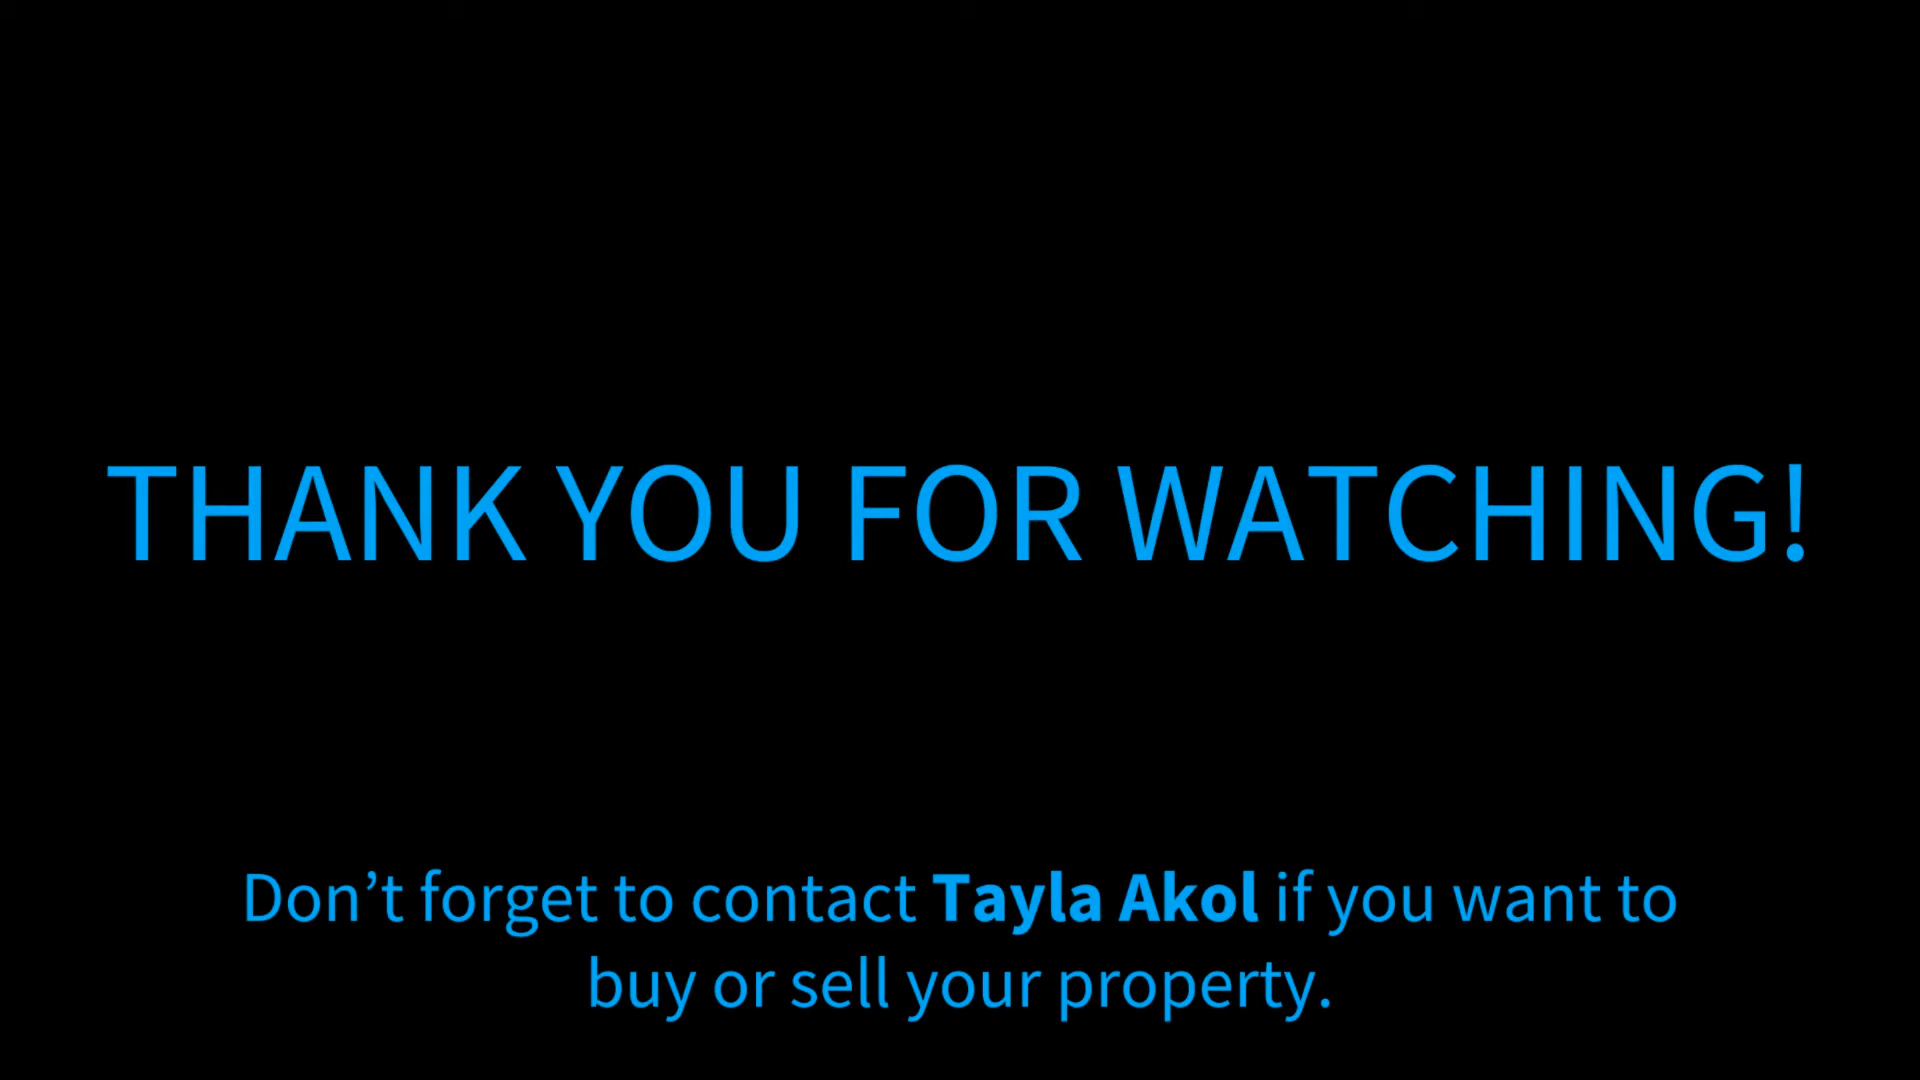 THANK YOU FOR WATCHING!
Don’t forget to contact Tayla Akol if you want to
buy or sell your property.